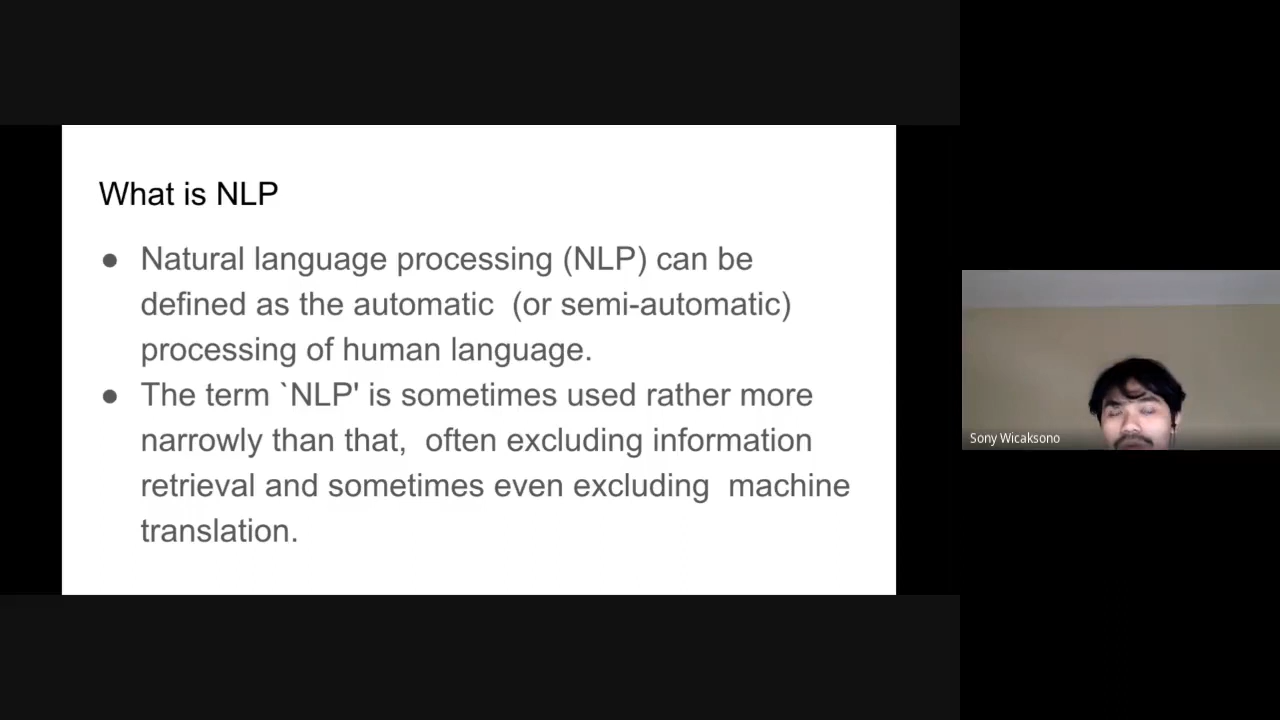 What is NLP
● Natural language processing (NLP) can be
defined as the automatic  (or semi-automatic)
processing of human language.
● The term `NLP' is sometimes used rather more
narrowly than that,  often excluding information
retrieval and sometimes even excluding  machine
translation.
Sony Wicaksono